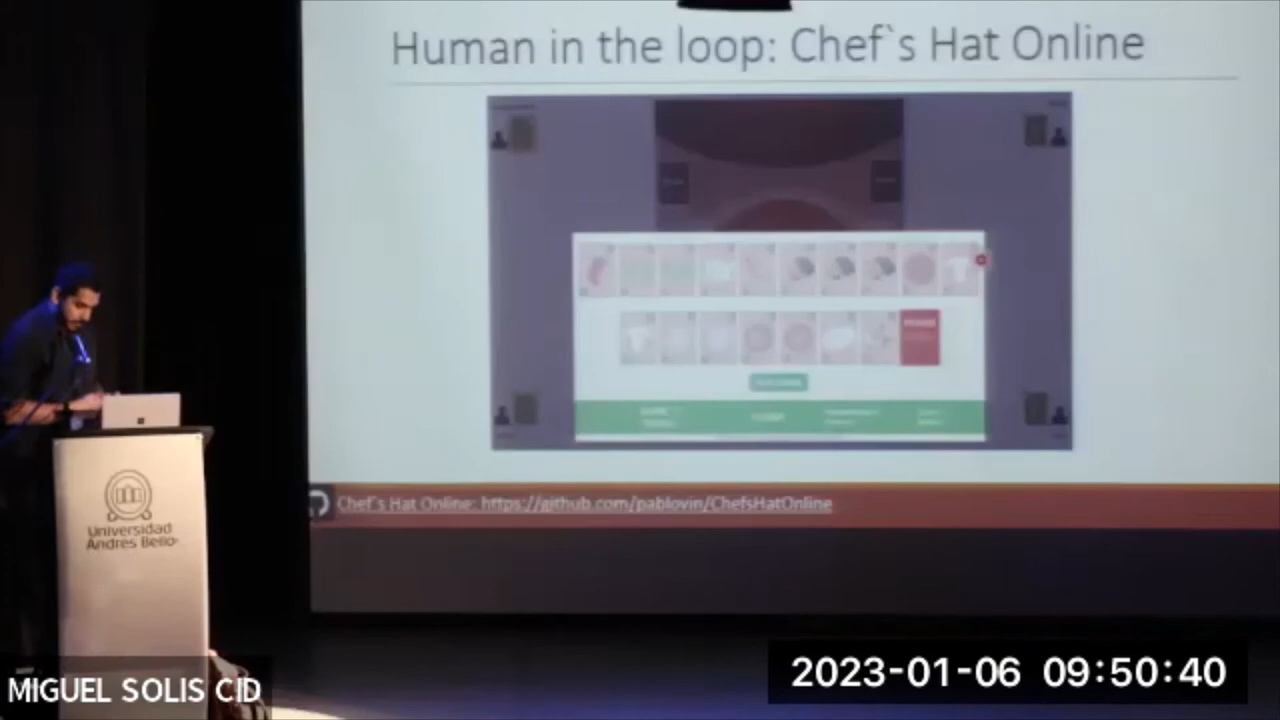 Human in the loop: Chef`s Hat Online
Chef`s Hat Online: https://github.com/pablovin/ChefsHatOnline
Universidad
Andres Bello
MIGUEL SOLIS CID
2023-01-06 09:50:40